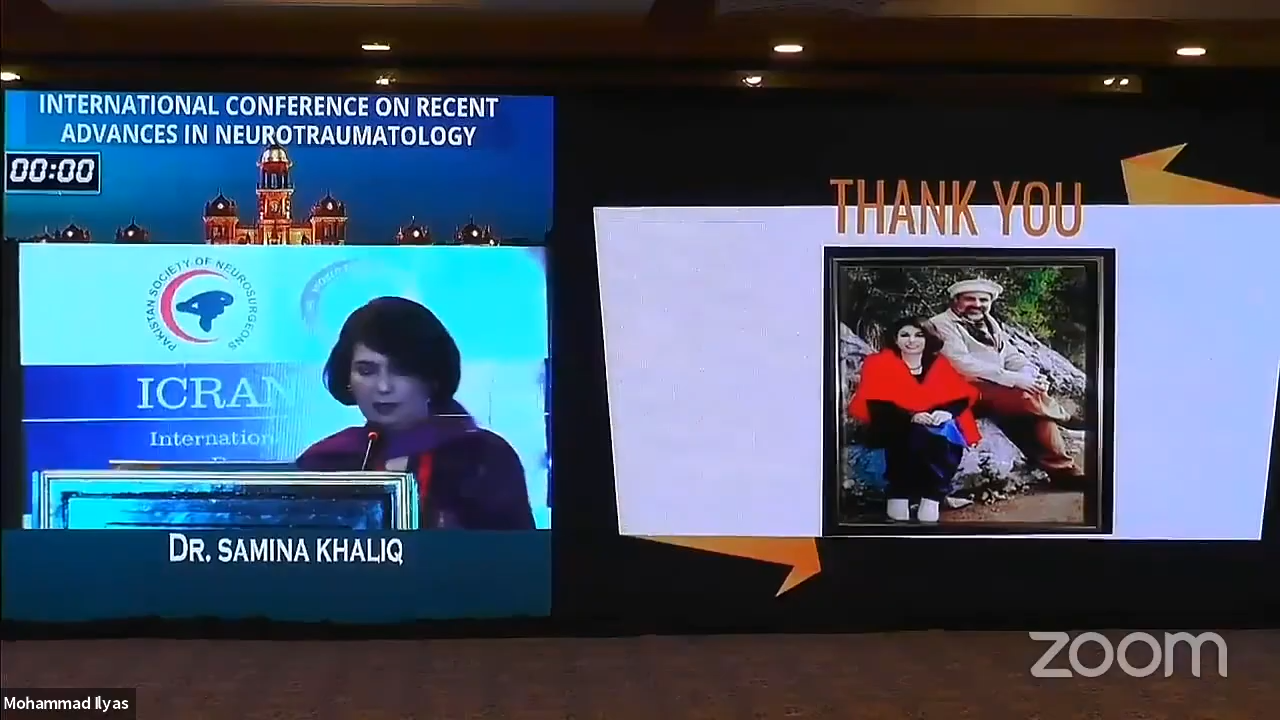 INTERNATIONAL CONFERENCE ON RECENT
ADVANCES IN NEUROTRAUMATOLOGY
00:00
PAKISTAN SOCIETY OF NEUROSURGEONS
ICRAN
Internation
DR. SAMINA KHALIQ
THANK YOU
zoom
Mohammad Ilyas